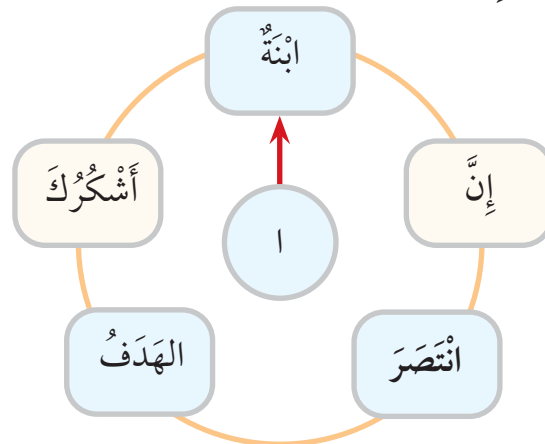 ابْنَةٌ
إِنَّ
أَشْكُرُكَ
ا
انْتَصَرَ
الهَدَفُ